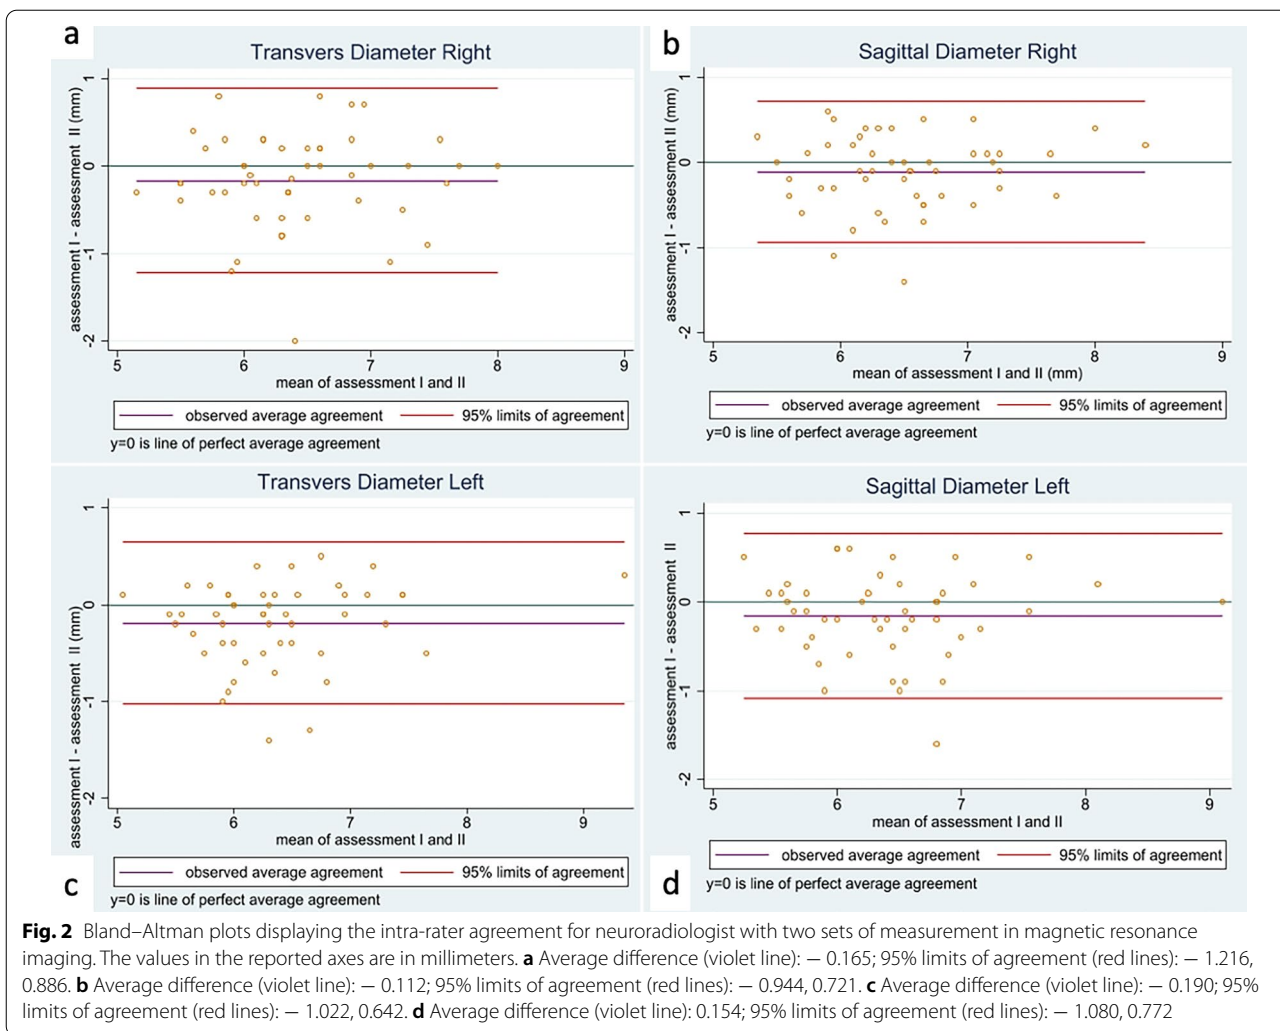 a
Transvers Diameter Right
assessment I - assessment II (mm)
1
0
-1
-2
5 6 7 8 9
mean of assessment I and II
observed average agreement 95% limits of agreement
y=0 is line of perfect average agreement
b
Sagittal Diameter Right
assessment I - assessment II (mm)
1
0
-1
-2
5 6 7 8 9
mean of assessment I and II (mm)
observed average agreement 95% limits of agreement
y=0 is line of perfect average agreement
Transvers Diameter Left
assessment I - assessment II (mm)
1
0
-1
-2
5 6 7 8 9
mean of assessment I and II
c
observed average agreement 95% limits of agreement
y=0 is line of perfect average agreement
Sagittal Diameter Left
assessment I - assessment II
1
0
-1
-2
5 6 7 8 9
mean of assessment I and II
d
observed average agreement 95% limits of agreement
y=0 is line of perfect average agreement
Fig. 2 Bland–Altman plots displaying the intra-rater agreement for neuroradiologist with two sets of measurement in magnetic resonance
imaging. The values in the reported axes are in millimeters. a Average difference (violet line): − 0.165; 95% limits of agreement (red lines): − 1.216,
0.886. b Average difference (violet line): − 0.112; 95% limits of agreement (red lines): − 0.944, 0.721. c Average difference (violet line): − 0.190; 95%
limits of agreement (red lines): − 1.022, 0.642. d Average difference (violet line): 0.154; 95% limits of agreement (red lines): − 1.080, 0.772